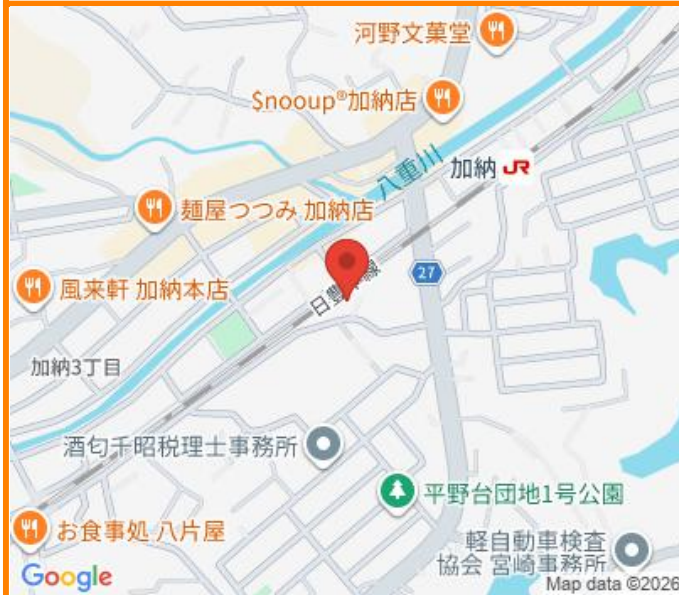 河野文菓堂
$nooup®加納店
八重川
加納 JR
麺屋つつみ 加納店
27
風来軒 加納本店
日豊本線
加納3丁目
酒匂千昭税理士事務所
平野台団地1号公園
お食事処 八片屋
軽自動車検査
協会 宮崎事務所
Google
Map data ©2026